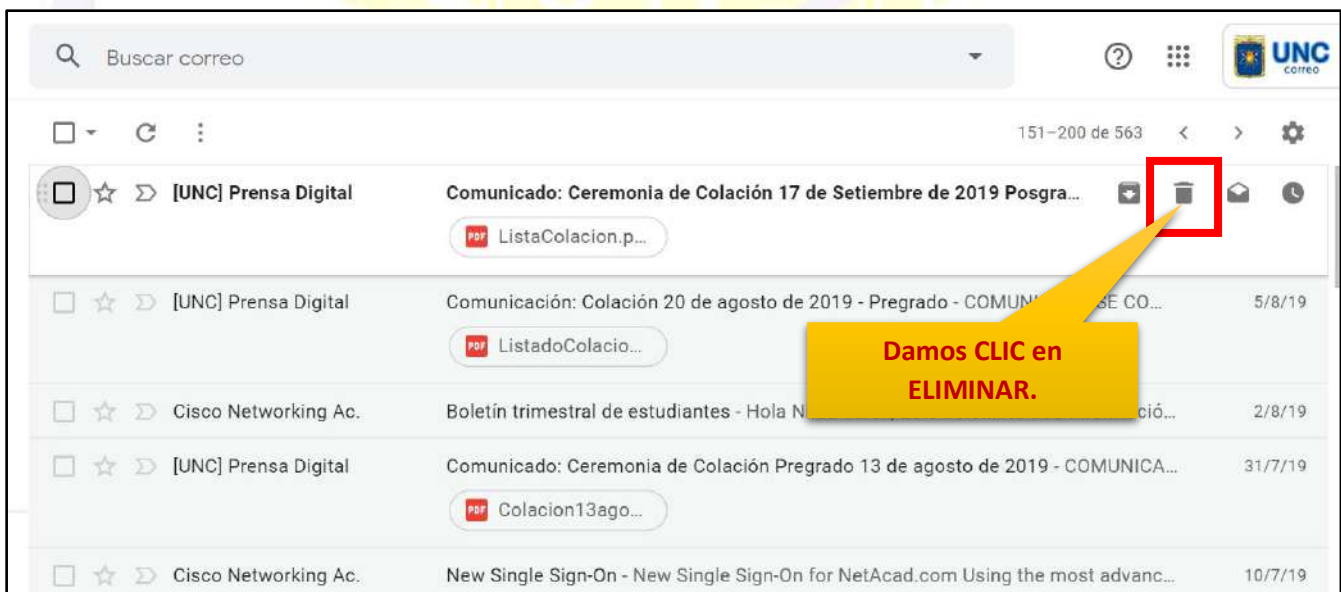 Buscar correo
UNC
correo
151–200 de 563
[UNC] Prensa Digital Comunicado: Ceremonia de Colación 17 de Setiembre de 2019 Posgra...
PDF ListaColacion.p...
[UNC] Prensa Digital Comunicación: Colación 20 de agosto de 2019 - Pregrado - CO... 5/8/19
PDF ListadoColacio...
Damos CLIC en
ELIMINAR.
Cisco Networking Ac. Boletín trimestral de estudiantes - Hola 2/8/19
[UNC] Prensa Digital Comunicado: Ceremonia de Colación Pregrado 13 de agosto de 2019 - COMUNICA... 31/7/19
PDF Colacion13ago...
Cisco Networking Ac. New Single Sign-On - New Single Sign-On for NetAcad.com Using the most advanc... 10/7/19